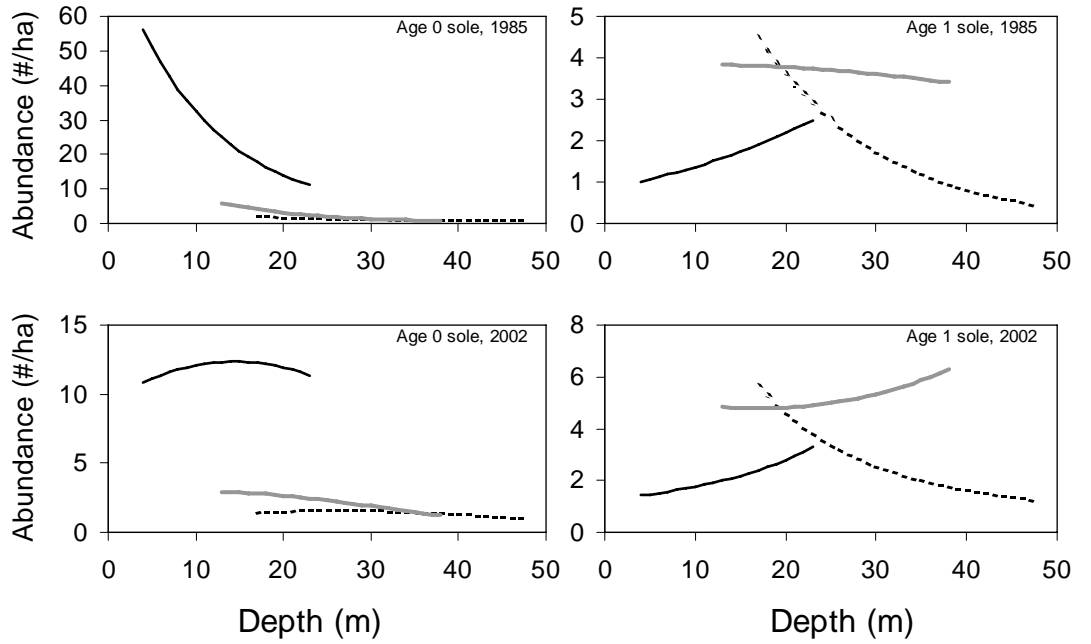 Age 0 sole, 1985
Abundance (#/ha)
60
50
40
30
20
10
0
0 10 20 30 40 50
Age 1 sole, 1985
5
4
3
2
1
0
0 10 20 30 40 50
Age 0 sole, 2002
Abundance (#/ha)
15
10
5
0
0 10 20 30 40 50
Depth (m)
Age 1 sole, 2002
8
6
4
2
0
0 10 20 30 40 50
Depth (m)